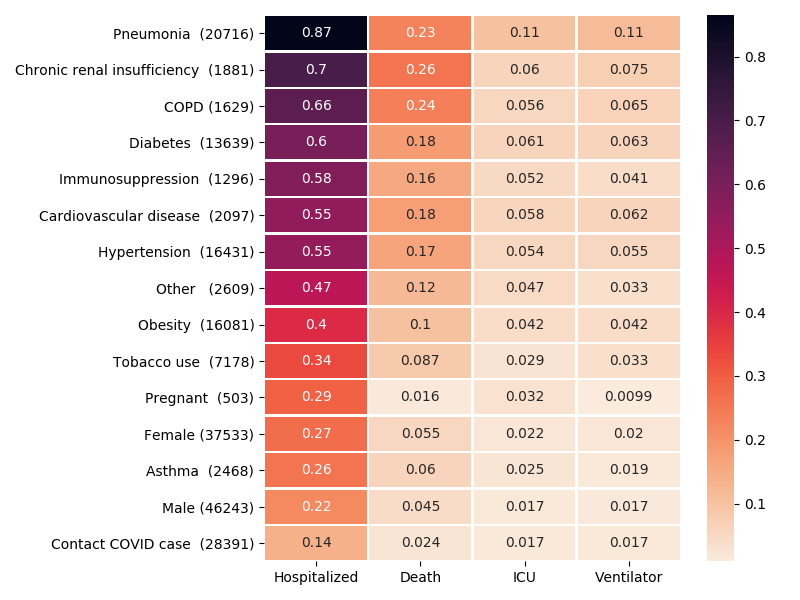 Pneumonia (20716) 0.87 0.23 0.11 0.11
Chronic renal insufficiency (1881) 0.7 0.26 0.06 0.075
COPD (1629) 0.66 0.24 0.056 0.065
Diabetes (13639) 0.6 0.18 0.061 0.063
Immunosuppression (1296) 0.58 0.16 0.052 0.041
Cardiovascular disease (2097) 0.55 0.18 0.058 0.062
Hypertension (16431) 0.55 0.17 0.054 0.055
Other (2609) 0.47 0.12 0.047 0.033
Obesity (16081) 0.4 0.1 0.042 0.042
Tobacco use (7178) 0.34 0.087 0.029 0.033
Pregnant (503) 0.29 0.016 0.032 0.0099
Female (37533) 0.27 0.055 0.022 0.02
Asthma (2468) 0.26 0.06 0.025 0.019
Male (46243) 0.22 0.045 0.017 0.017
Contact COVID case (28391) 0.14 0.024 0.017 0.017
Hospitalized Death ICU Ventilator
0.8
0.7
0.6
0.5
0.4
0.3
0.2
0.1